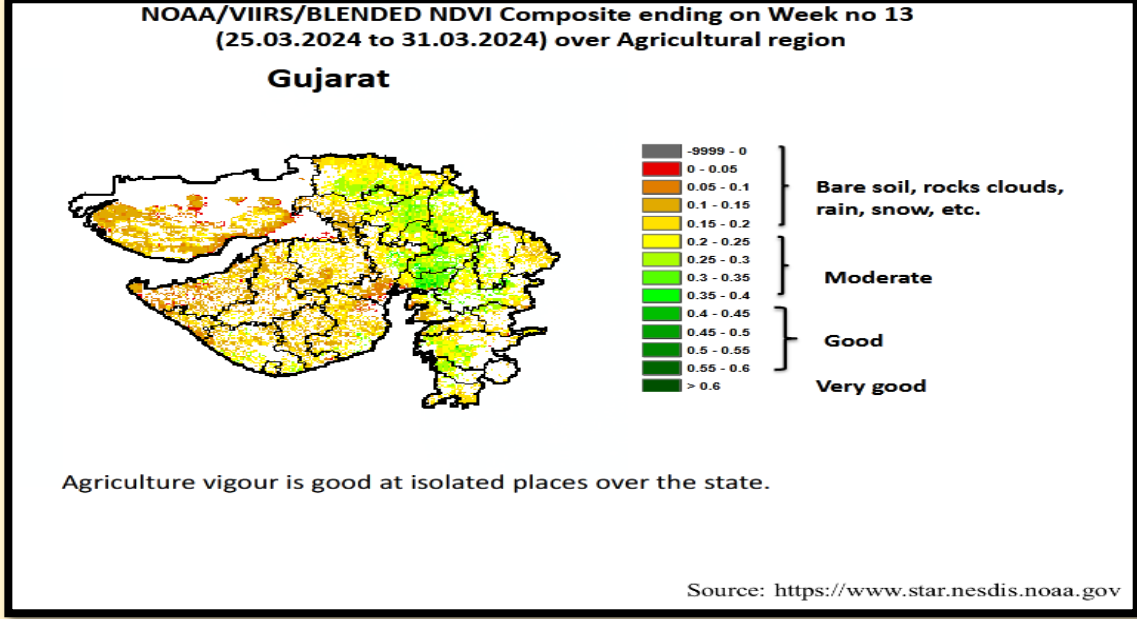 NOAA/VIIRS/BLENDED NDVI Composite ending on Week no 13
(25.03.2024 to 31.03.2024) over Agricultural region
Gujarat
-9999 - 0
0 - 0.05
0.05 - 0.1
0.1 - 0.15
0.15 - 0.2
0.2 - 0.25
0.25 - 0.3
0.3 - 0.35
0.35 - 0.4
0.4 - 0.45
0.45 - 0.5
0.5 - 0.55
0.55 - 0.6
> 0.6
Bare soil, rocks clouds,
rain, snow, etc.
Moderate
Good
Very good
Agriculture vigour is good at isolated places over the state.
Source: https://www.star.nesdis.noaa.gov